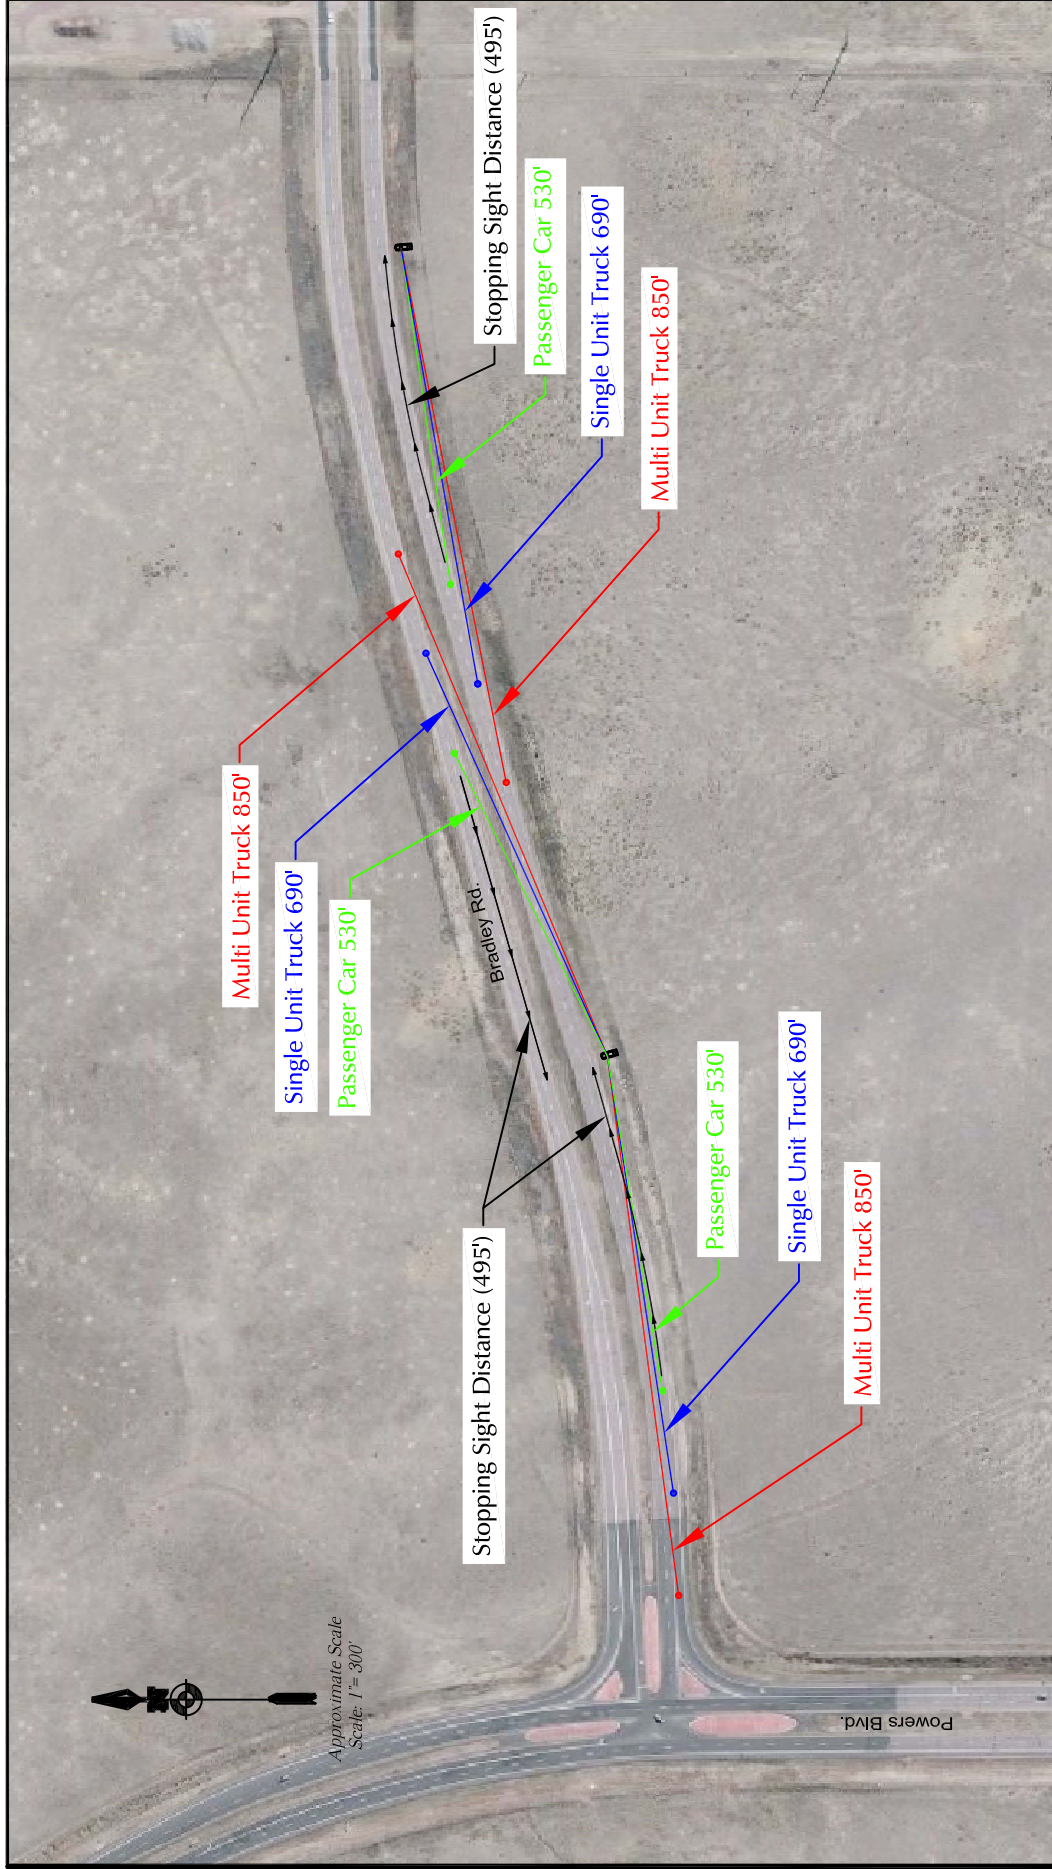 Stopping Sight Distance (495')
Passenger Car 530'
Single Unit Truck 690'
Multi Unit Truck 850'
Multi Unit Truck 850'
Single Unit Truck 690'
Passenger Car 530'
Bradley Rd.
Stopping Sight Distance (495')
Passenger Car 530'
Single Unit Truck 690'
Multi Unit Truck 850'
N
Approximate Scale
Scale: 1"= 300'
Powers Blvd.